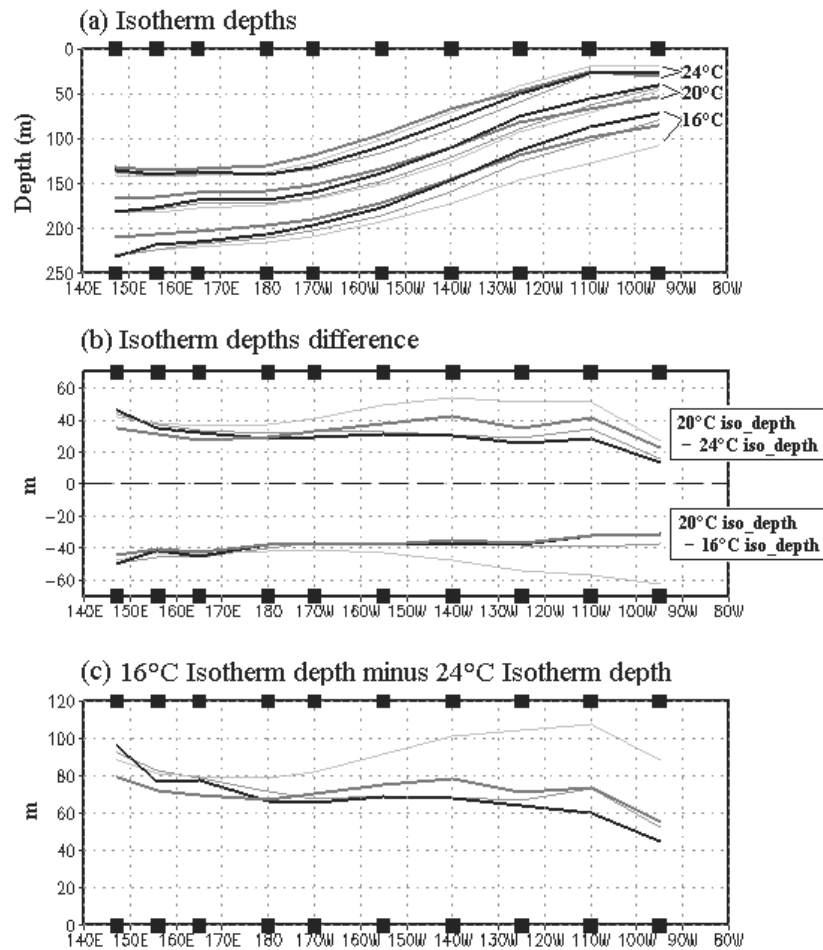 (a) Isotherm depths
0
50
100
150
200
250
Depth (m)
24°C
20°C
16°C
140E 150E 160E 170E 180 170W 160W 150W 140W 130W 120W 110W 100W 90W 80W
(b) Isotherm depths difference
60
40
20
0
-20
-40
-60
m
20°C iso_depth
- 24°C iso_depth
20°C iso_depth
- 16°C iso_depth
140E 150E 160E 170E 180 170W 160W 150W 140W 130W 120W 110W 100W 90W 80W
(c) 16°C Isotherm depth minus 24°C Isotherm depth
120
100
80
60
40
20
0
m
140E 150E 160E 170E 180 170W 160W 150W 140W 130W 120W 110W 100W 90W 80W